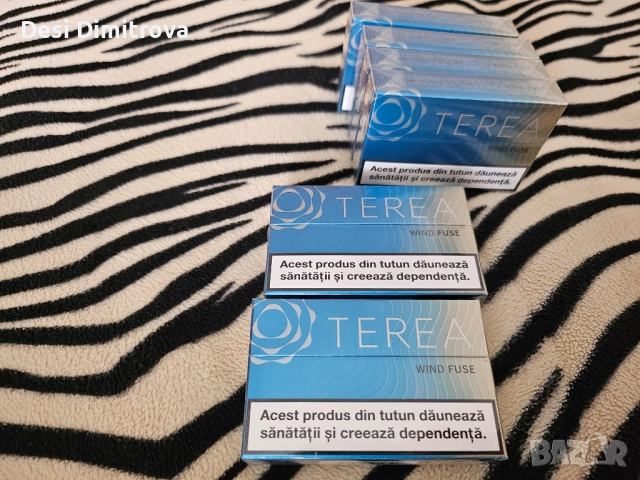 Desi Dimitrova
TEREA
WIND FUSE
Acest produs din tutun dăunează
sănătății și creează dependență.
TEREA
WIND FUSE
Acest produs din tutun dăunează
sănătății și creează dependență.
TEREA
WIND FUSE
Acest produs din tutun dăunează
sănătății și creează dependență.
BAZAR